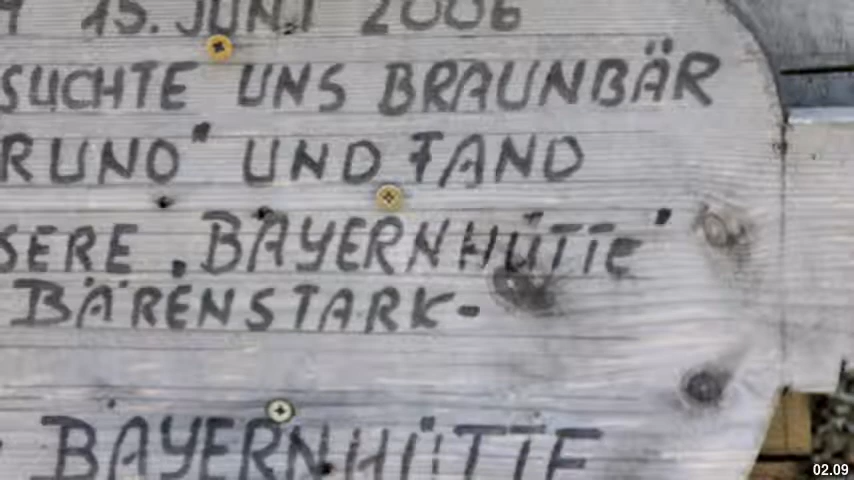 15. JUNI 2006
SUCHTE UNS BRAUNBÄR
RUNO" UND FAND
SERE „BAYERNHÜTTE"
BÄRENSTARK-
BAYERNHÜTTE
02.09